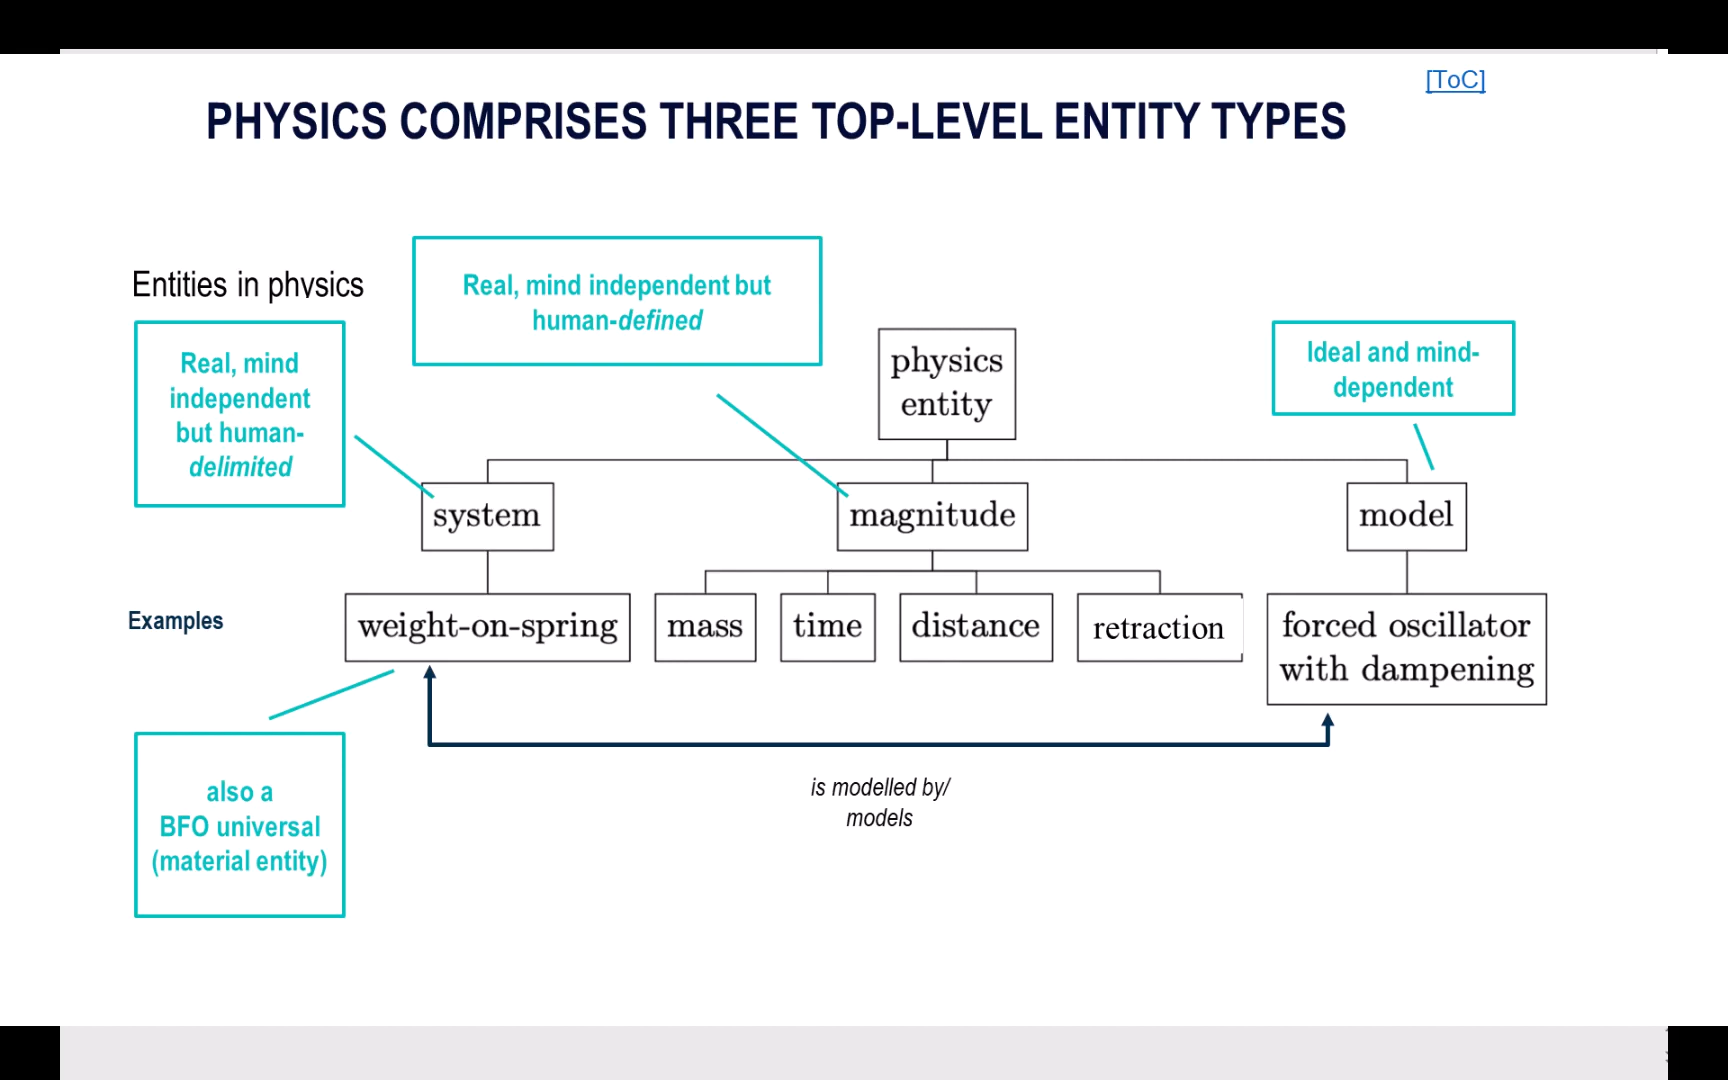 [ToC]
PHYSICS COMPRISES THREE TOP-LEVEL ENTITY TYPES
Entities in physics
Real, mind independent but
human-defined
Real, mind
independent
but human-
delimited
physics
entity
Ideal and mind-
dependent
system
magnitude
model
Examples
weight-on-spring
mass
time
distance
retraction
forced oscillator
with dampening
also a
BFO universal
(material entity)
is modelled by/
models